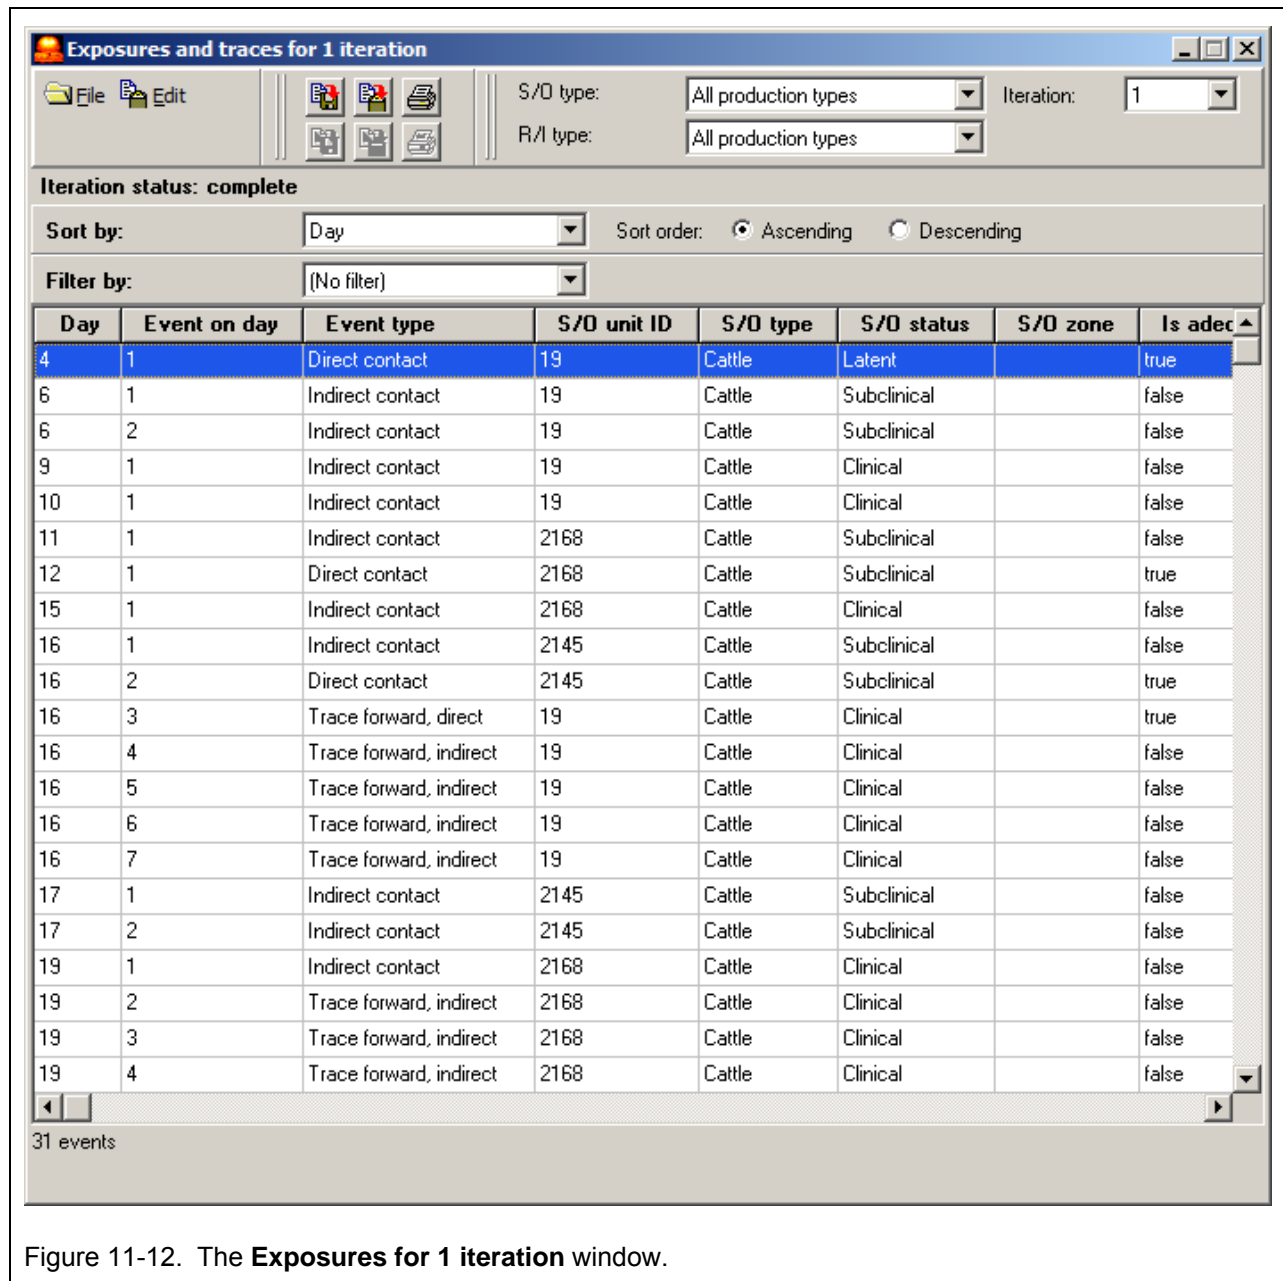 Exposures and traces for 1 iteration
File Edit S/O type: All production types Iteration: 1
R/I type: All production types
Iteration status: complete
Sort by: Day Sort order: Ascending Descending
Filter by: (No filter)
Day Event on day Event type S/O unit ID S/O type S/O status S/O zone Is adec
4 1 Direct contact 19 Cattle Latent true
6 1 Indirect contact 19 Cattle Subclinical false
6 2 Indirect contact 19 Cattle Subclinical false
9 1 Indirect contact 19 Cattle Clinical false
10 1 Indirect contact 19 Cattle Clinical false
11 1 Indirect contact 2168 Cattle Subclinical false
12 1 Direct contact 2168 Cattle Subclinical true
15 1 Indirect contact 2168 Cattle Clinical false
16 1 Indirect contact 2145 Cattle Subclinical false
16 2 Direct contact 2145 Cattle Subclinical true
16 3 Trace forward, direct 19 Cattle Clinical true
16 4 Trace forward, indirect 19 Cattle Clinical false
16 5 Trace forward, indirect 19 Cattle Clinical false
16 6 Trace forward, indirect 19 Cattle Clinical false
16 7 Trace forward, indirect 19 Cattle Clinical false
17 1 Indirect contact 2145 Cattle Subclinical false
17 2 Indirect contact 2145 Cattle Subclinical false
19 1 Indirect contact 2168 Cattle Clinical false
19 2 Trace forward, indirect 2168 Cattle Clinical false
19 3 Trace forward, indirect 2168 Cattle Clinical false
19 4 Trace forward, indirect 2168 Cattle Clinical false
31 events
Figure 11-12. The Exposures for 1 iteration window.